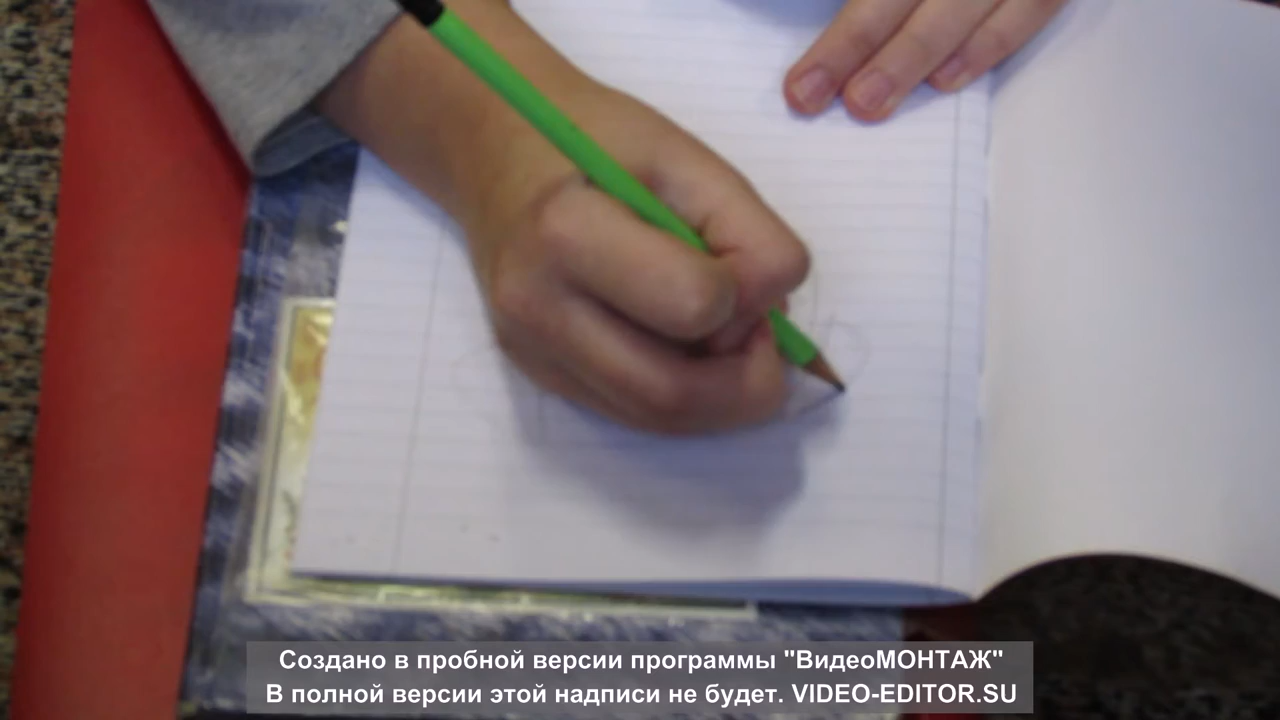 Создано в пробной версии программы "ВидеоМОНТАЖ"
В полной версии этой надписи не будет. VIDEO-EDITOR.SU